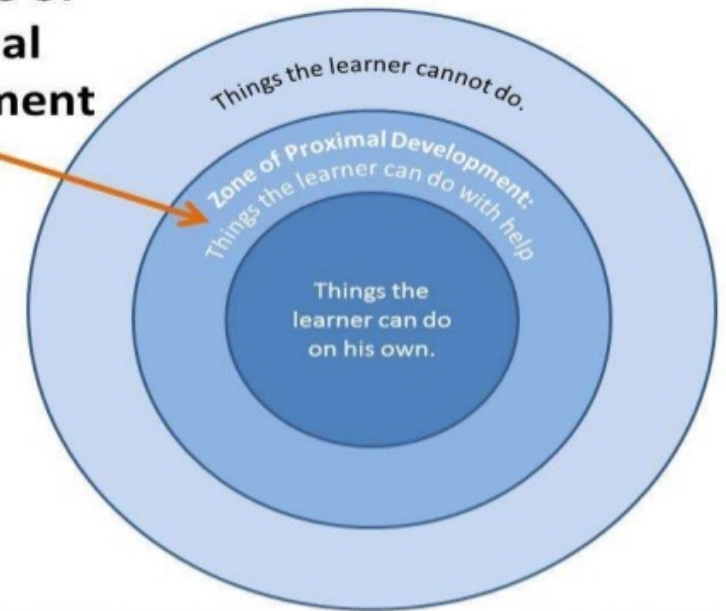 al
ment
Things the learner cannot do.
Zone of Proximal Development:
Things the learner can do with help
Things the
learner can do
on his own.